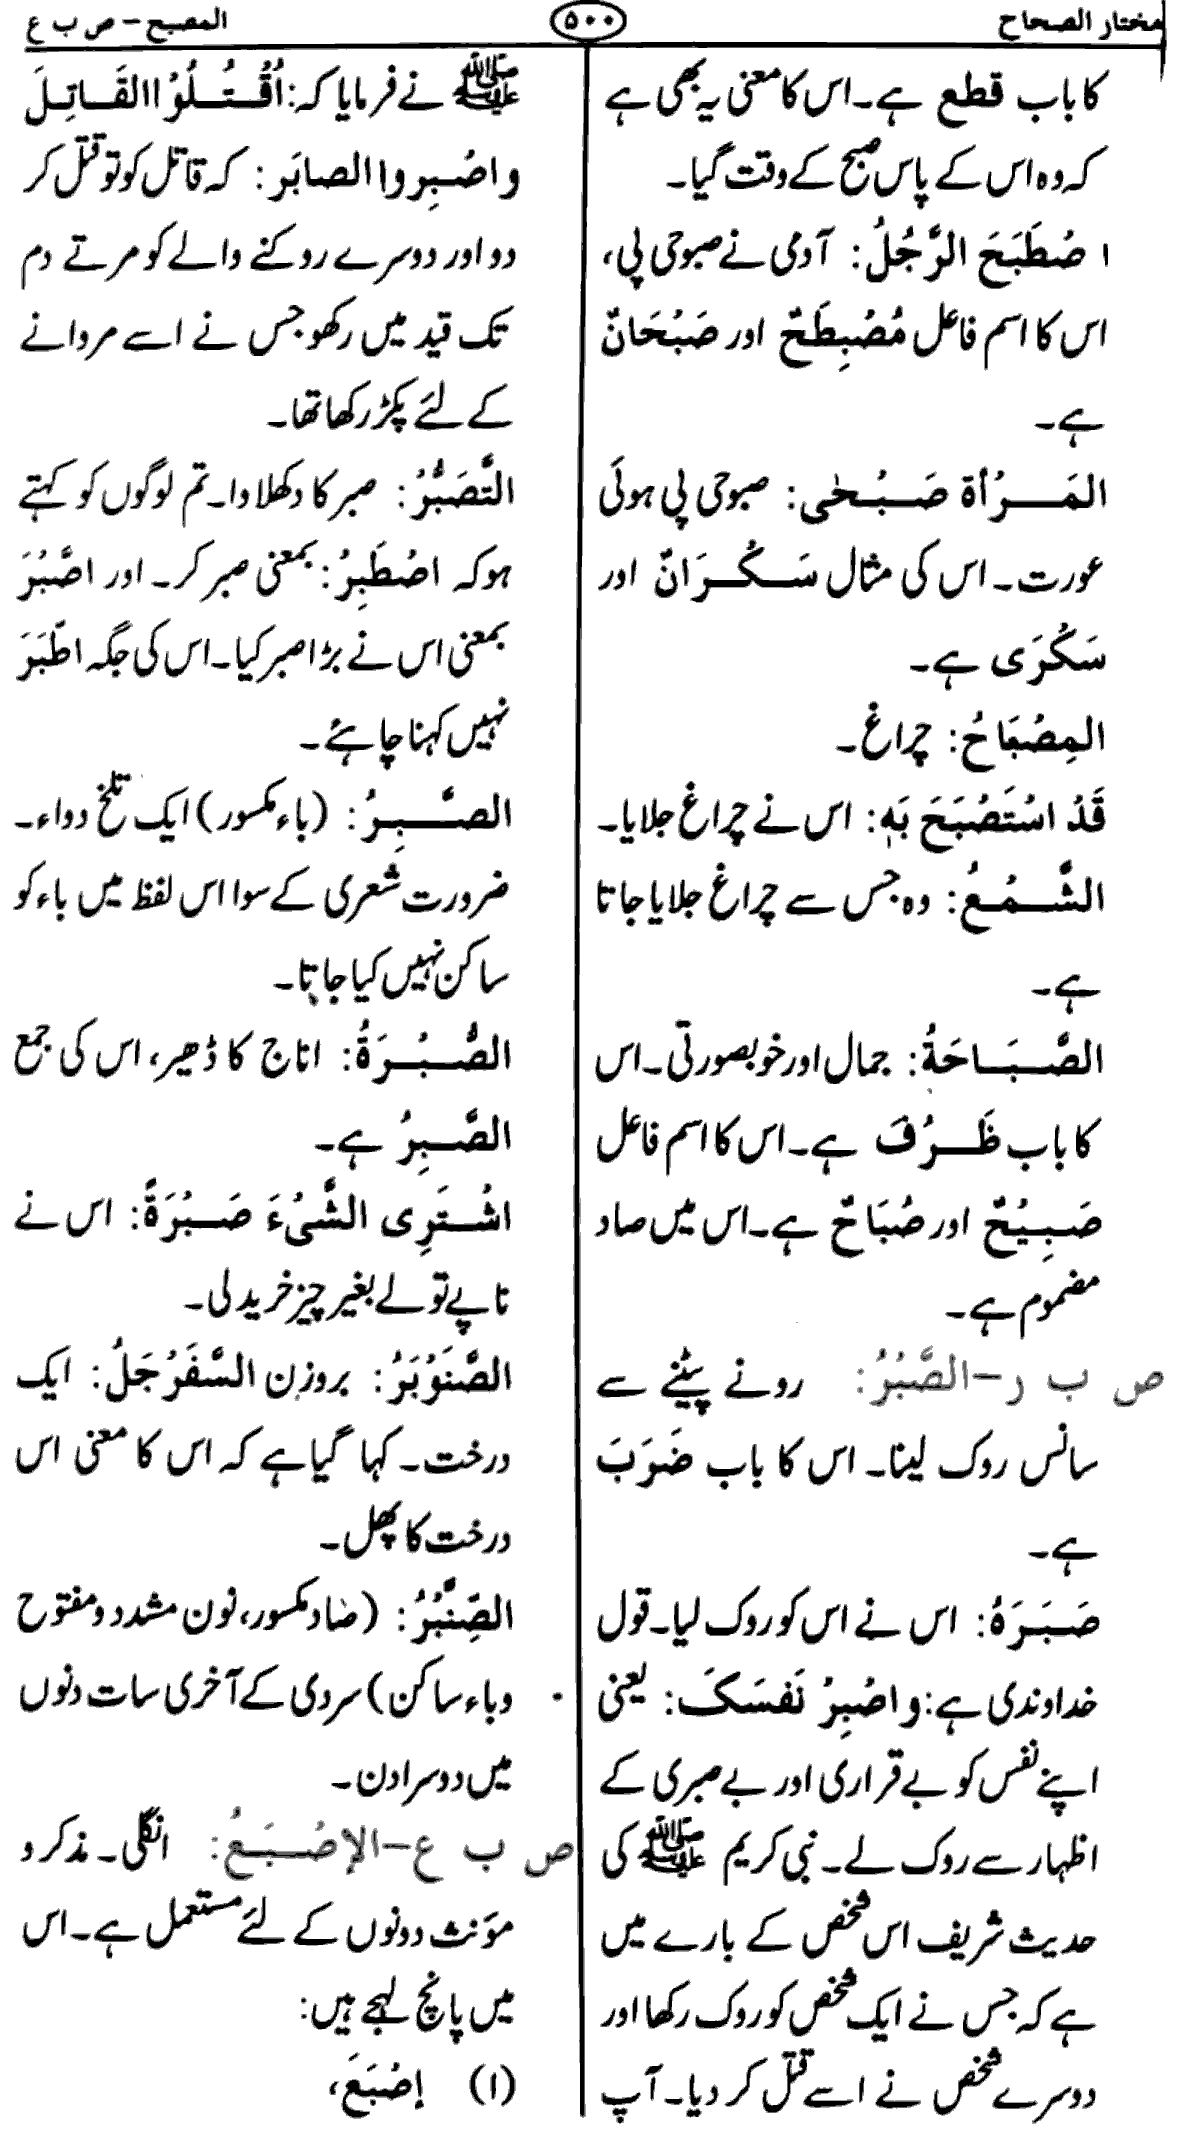 مختار الصحاح
۵۰۰
المصبح – ص ب ع
کا باب قطع ہے۔ اس کا معنی یہ بھی ہے
کہ وہ اس کے پاس صبح کے وقت گیا۔
اصْطَبَحَ الرَّجُلُ: آدمی نے صبوحی پی،
اس کا اسم فاعل مُصْبِطَحٌ اور صَبْحَانٌ
ہے۔
المَرْأة صَبْحٰی: صبوحی پی ہوئی
عورت۔ اس کی مثال سَکْرَانٌ اور
سَکْرَی ہے۔
المِصْبَاحُ: چراغ۔
قَدْ اسْتَصْبَحَ بَهٖ: اس نے چراغ جلایا۔
الشَّمْعُ: وہ جس سے چراغ جلایا جاتا
ہے۔
الصَّبَاحَةُ: جمال اور خوبصورتی۔ اس
کا باب ظَرُفَ ہے۔ اس کا اسم فاعل
صَبِیْحٌ اور صُبَاحٌ ہے۔ اس میں صاد
مضموم ہے۔
ص ب ر–الصَّبْرُ: رونے پیٹنے سے
سانس روک لینا۔ اس کا باب ضَرَبَ
ہے۔
صَبَرَہُ: اس نے اس کو روک لیا۔ قول
خداوندی ہے: واصْبِرْ نَفسَکَ: یعنی
اپنے نفس کو بے قراری اور بے صبری کے
اظہار سے روک لے۔ نبی کریم ﷺ کی
حدیث شریف اس شخص کے بارے میں
ہے کہ جس نے ایک شخص کو روک رکھا اور
دوسرے شخص نے اسے قتل کر دیا۔ آپ
ﷺ نے فرمایا کہ: اُقْتُلُوْا القَاتِلَ
واصْبِروا الصابَر: کہ قاتل کو تو قتل کر
دو اور دوسرے روکنے والے کو مرتے دم
تک قید میں رکھو جس نے اسے مروانے
کے لئے پکڑ رکھا تھا۔
التَّصَبُّرُ: صبر کا دکھلاوا۔ تم لوگوں کو کہتے
ہو کہ اصْطَبِرْ: بمعنی صبر کر۔ اور اصَّبُرَ
بمعنی اس نے بڑا صبر کیا۔ اس کی جگہ اطَّبَرَ
نہیں کہنا چاہئے۔
الصَّبِرُ: (باء مکسور) ایک تلخ دواء۔
ضرورت شعری کے سوا اس لفظ میں باء کو
ساکن نہیں کیا جاتا۔
الصُّبْرَةُ: اناج کا ڈھیر، اس کی جمع
الصَّبِرُ ہے۔
اشْتَرِی الشَّیْءَ صَبْرَةً: اس نے
ناپے تولے بغیر چیز خرید لی۔
الصَّنَوْبَرُ: بروزن السَّفَرْجَلُ: ایک
درخت۔ کہا گیا ہے کہ اس کا معنی اس
درخت کا پھل۔
الصِّنَّبْرُ: (صاد مکسور، نون مشدد و مفتوح
وباء ساکن) سردی کے آخری سات دنوں
میں دوسرا دن۔
ص ب ع–الإصْبَعُ: انگلی۔ مذکر و
مؤنث دونوں کے لئے مستعمل ہے۔ اس
میں پانچ لہجے ہیں:
(۱) إصْبَعَ،